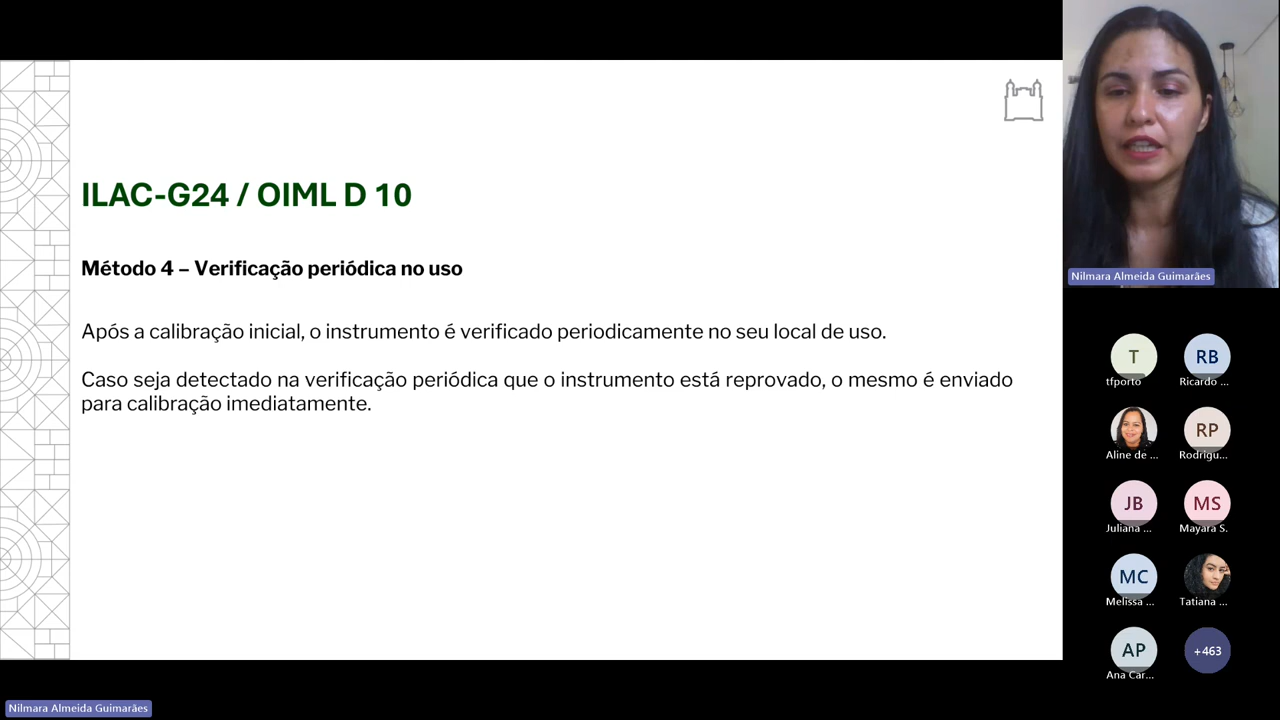 ILAC-G24 / OIML D 10
Método 4 – Verificação periódica no uso
Após a calibração inicial, o instrumento é verificado periodicamente no seu local de uso.
Caso seja detectado na verificação periódica que o instrumento está reprovado, o mesmo é enviado
para calibração imediatamente.
Nilmara Almeida Guimarães
T
RB
tfporto
Ricardo ...
RP
Aline de ...
Rodrigu...
JB
MS
Juliana ...
Mayara S.
MC
Melissa ...
Tatiana ...
AP
+463
Ana Car...
Nilmara Almeida Guimarães